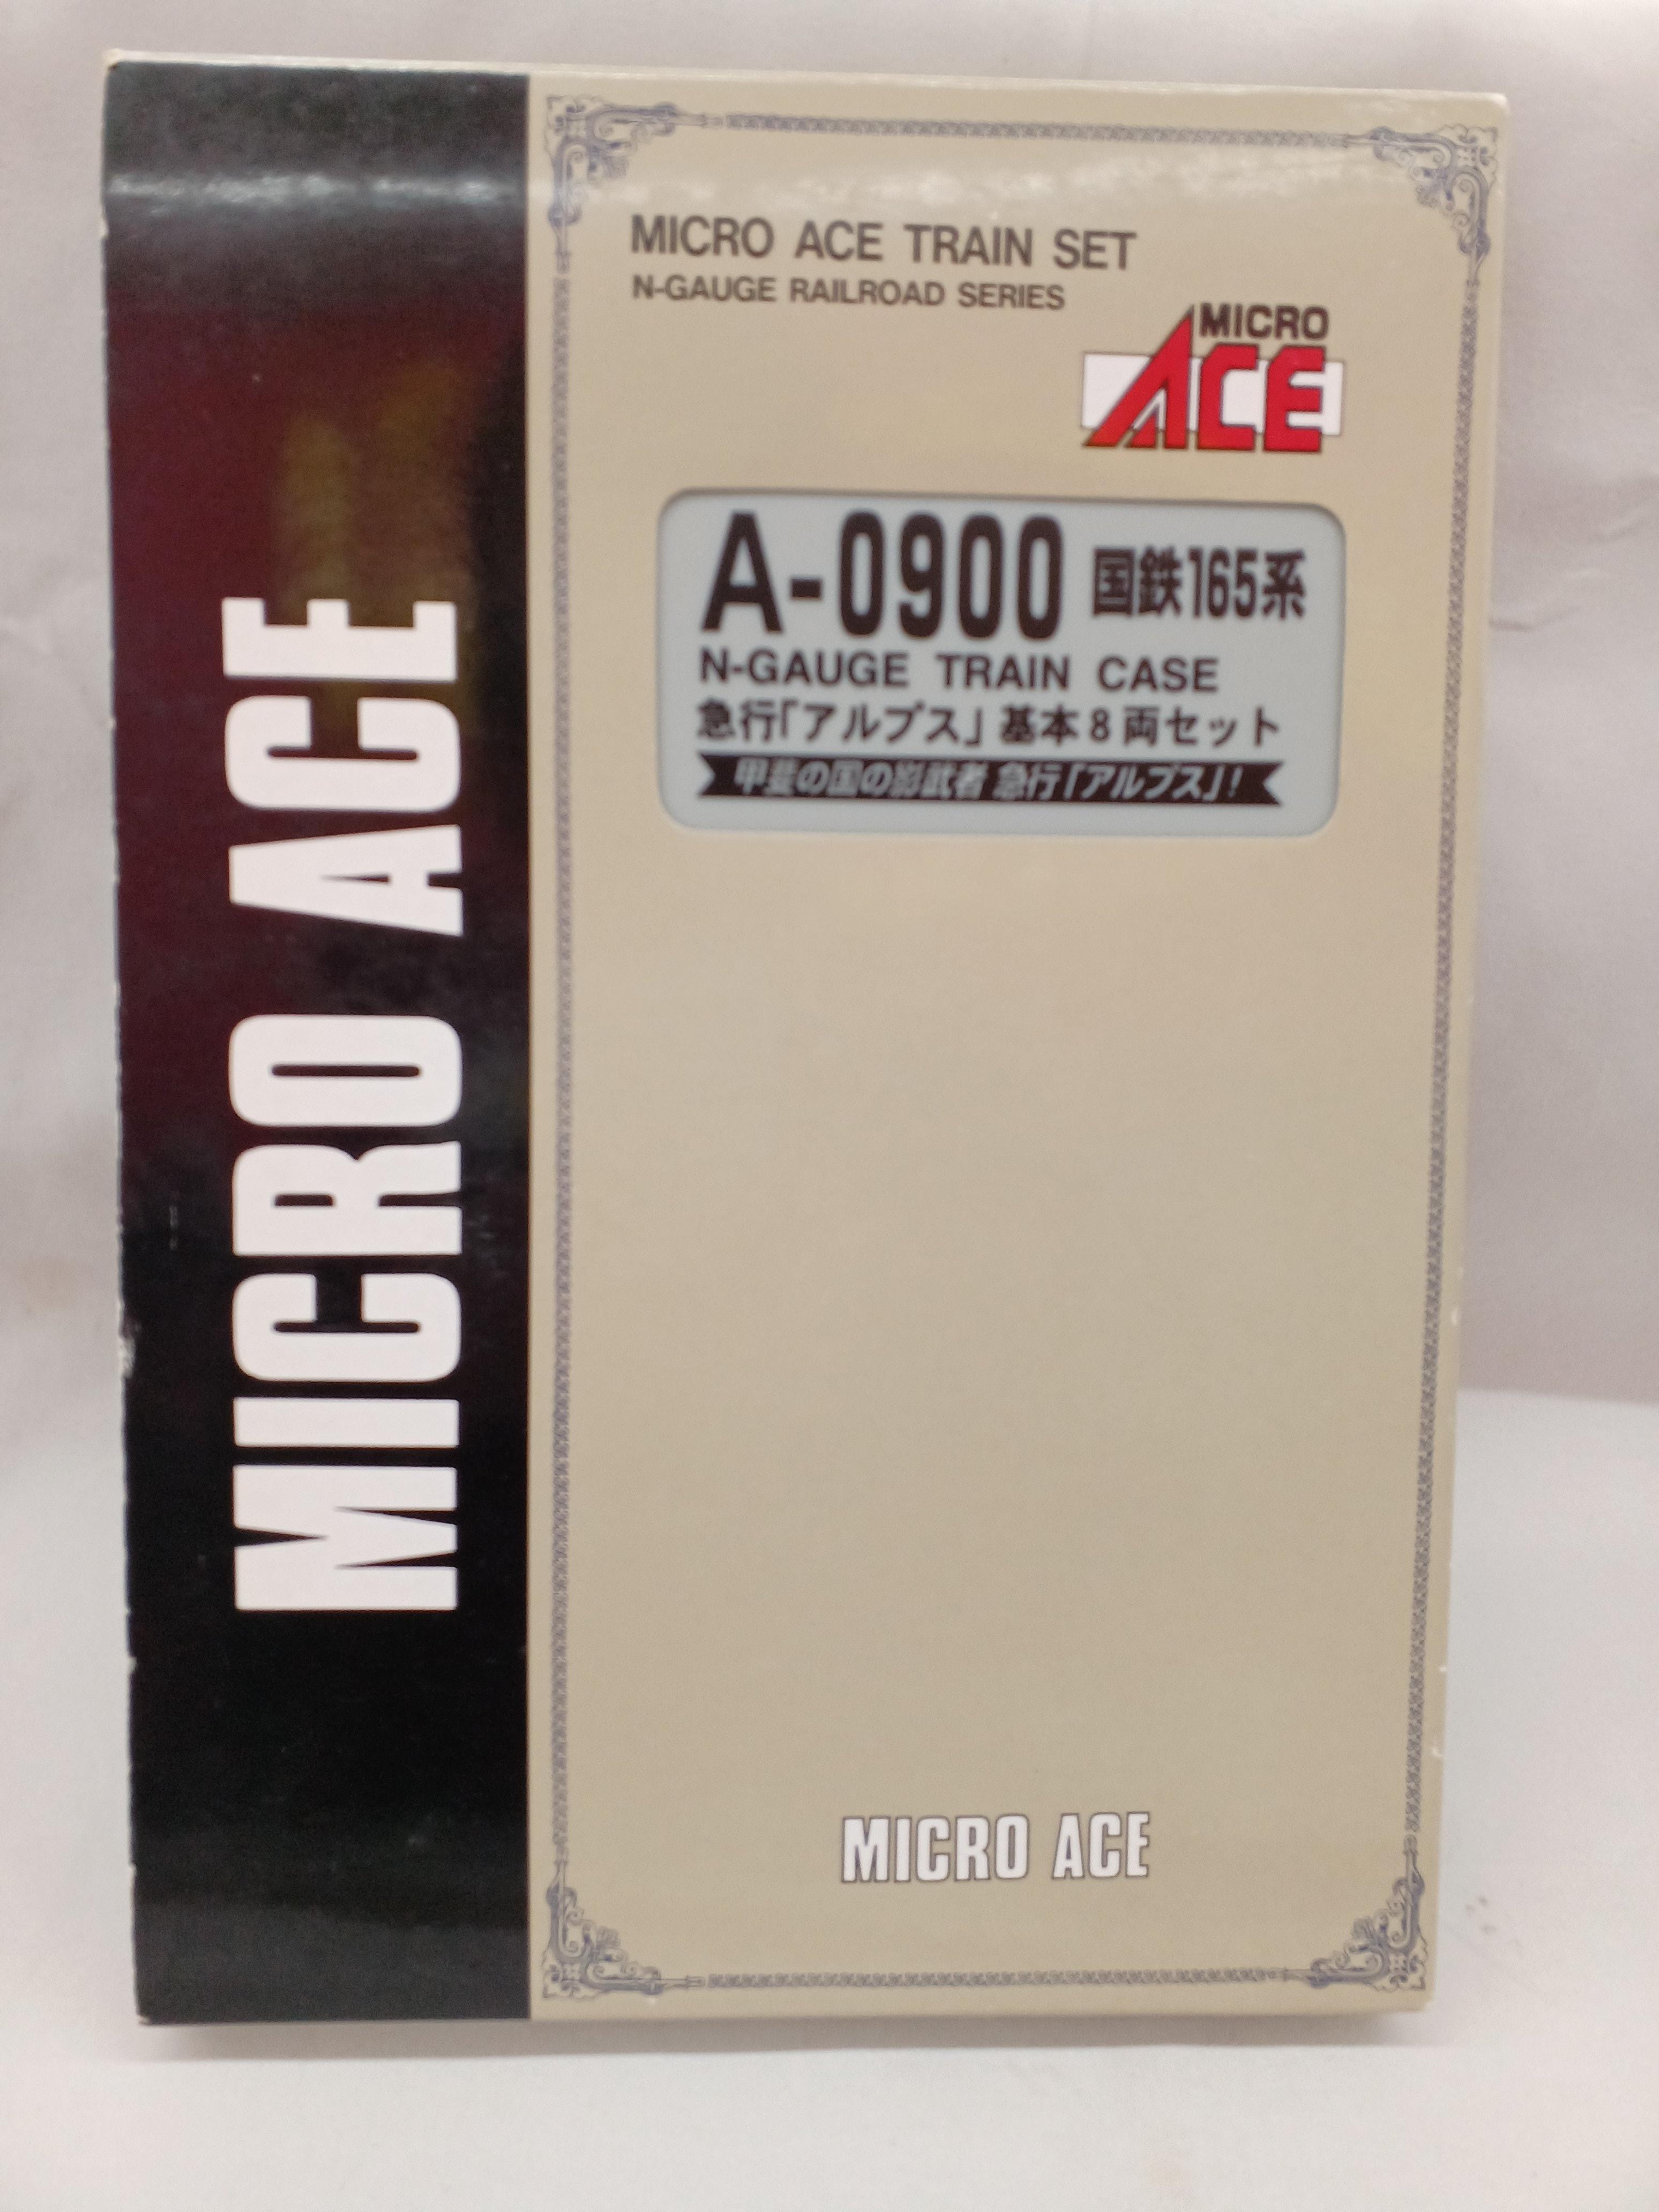 MICRO ACE
MICRO ACE TRAIN SET
N-GAUGE RAILROAD SERIES
MICRO
ACE
A-0900 国鉄165系
N-GAUGE TRAIN CASE
急行「アルプス」基本8両セット
甲斐の国の影武者 急行「アルプス」!
MICRO ACE